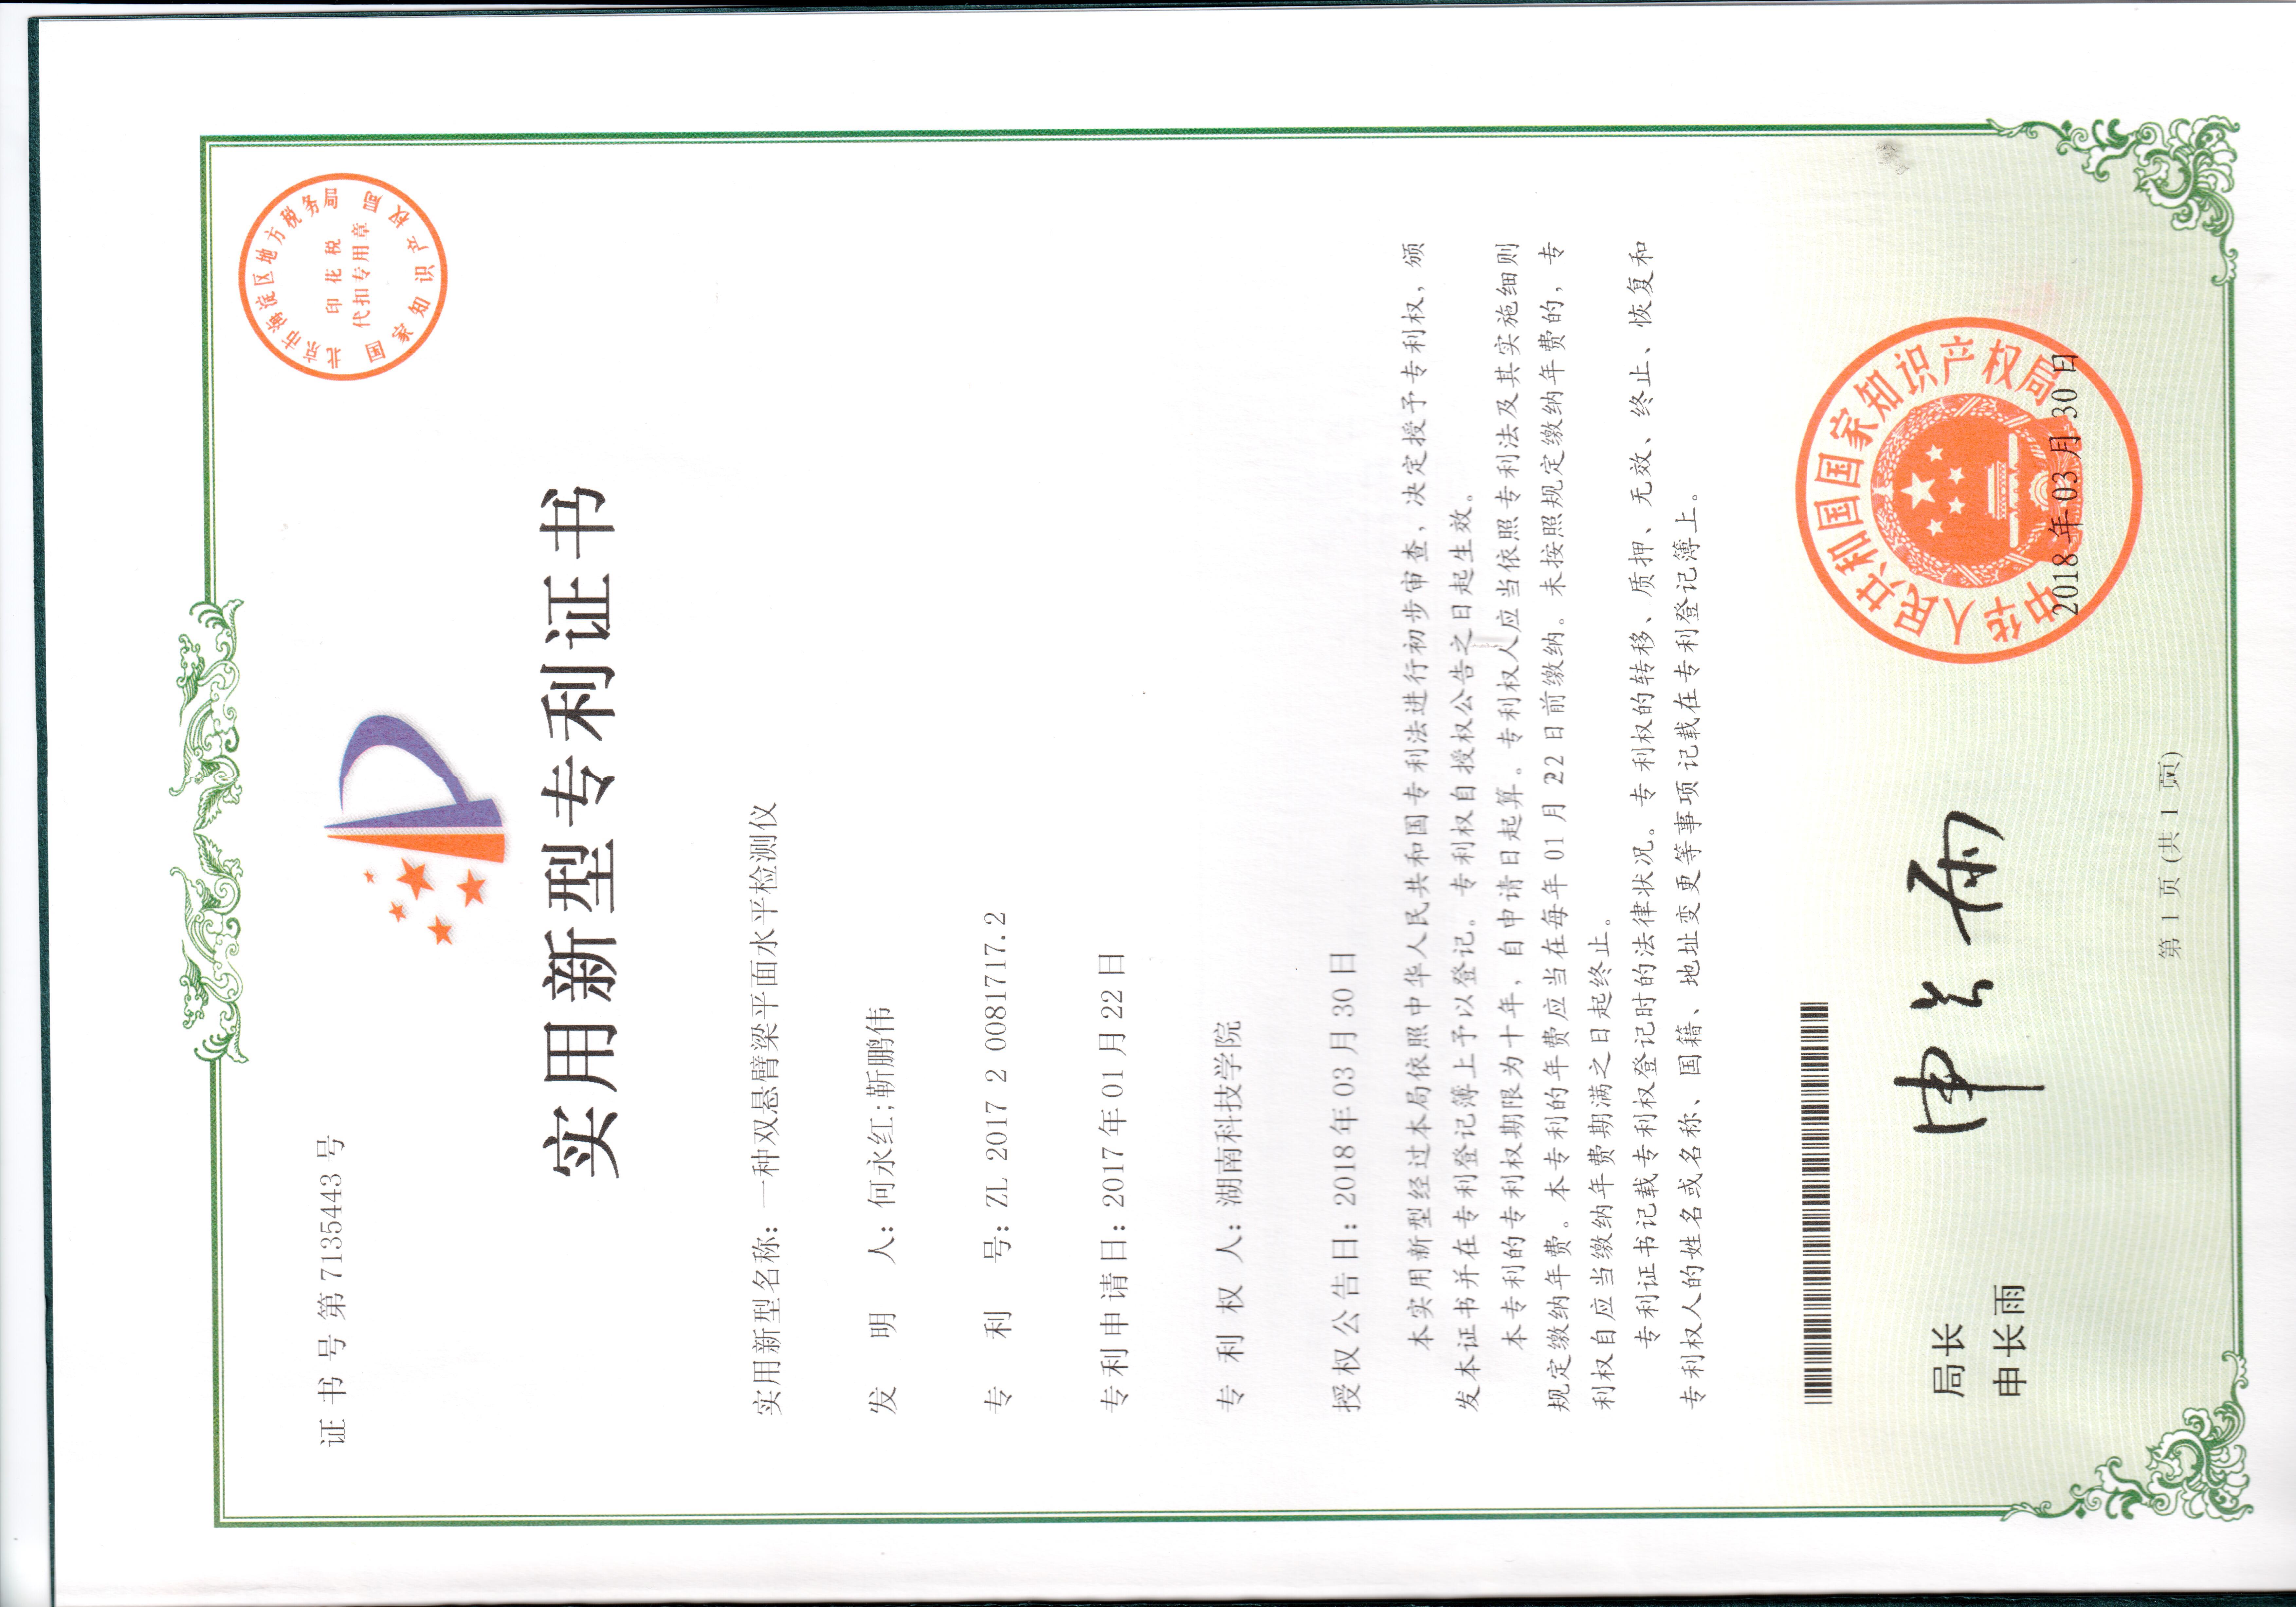 证书号第7135443号
北京市海淀区地方税务局
印花税
代扣专用章
国家知识产权局
实用新型专利证书
实用新型名称：一种双悬臂梁平面水平检测仪
发明人：何永红;靳鹏伟
专利号：ZL 2017 2 0081717.2
专利申请日：2017年01月22日
专利权人：湖南科技学院
授权公告日：2018年03月30日
本实用新型经过本局依照中华人民共和国专利法进行初步审查，决定授予专利权，颁
发本证书并在专利登记簿上予以登记。专利权自授权公告之日起生效。
本专利的专利权期限为十年，自申请日起算。专利权人应当依照专利法及其实施细则
规定缴纳年费。本专利的年费应当在每年01月22日前缴纳。未按照规定缴纳年费的，专
利权自应当缴纳年费期满之日起终止。
专利证书记载专利权登记时的法律状况。专利权的转移、质押、无效、终止、恢复和
专利权人的姓名或名称、国籍、地址变更等事项记载在专利登记簿上。
局长
申长雨
申长雨
中华人民共和国国家知识产权局
2018年03月30日
第1页(共1页)